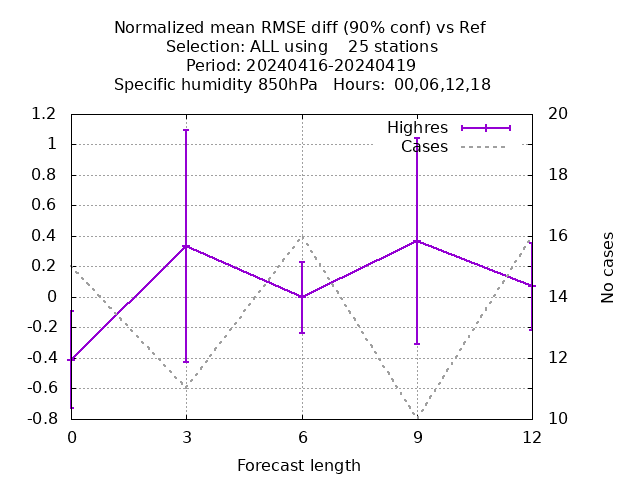 Normalized mean RMSE diff (90% conf) vs Ref
Selection: ALL using    25 stations
Period: 20240416-20240419
Specific humidity 850hPa   Hours:  00,06,12,18
Highres
Cases
1.2
1
0.8
0.6
0.4
0.2
0
-0.2
-0.4
-0.6
-0.8
20
18
16
14
12
10
No cases
0 3 6 9 12
Forecast length